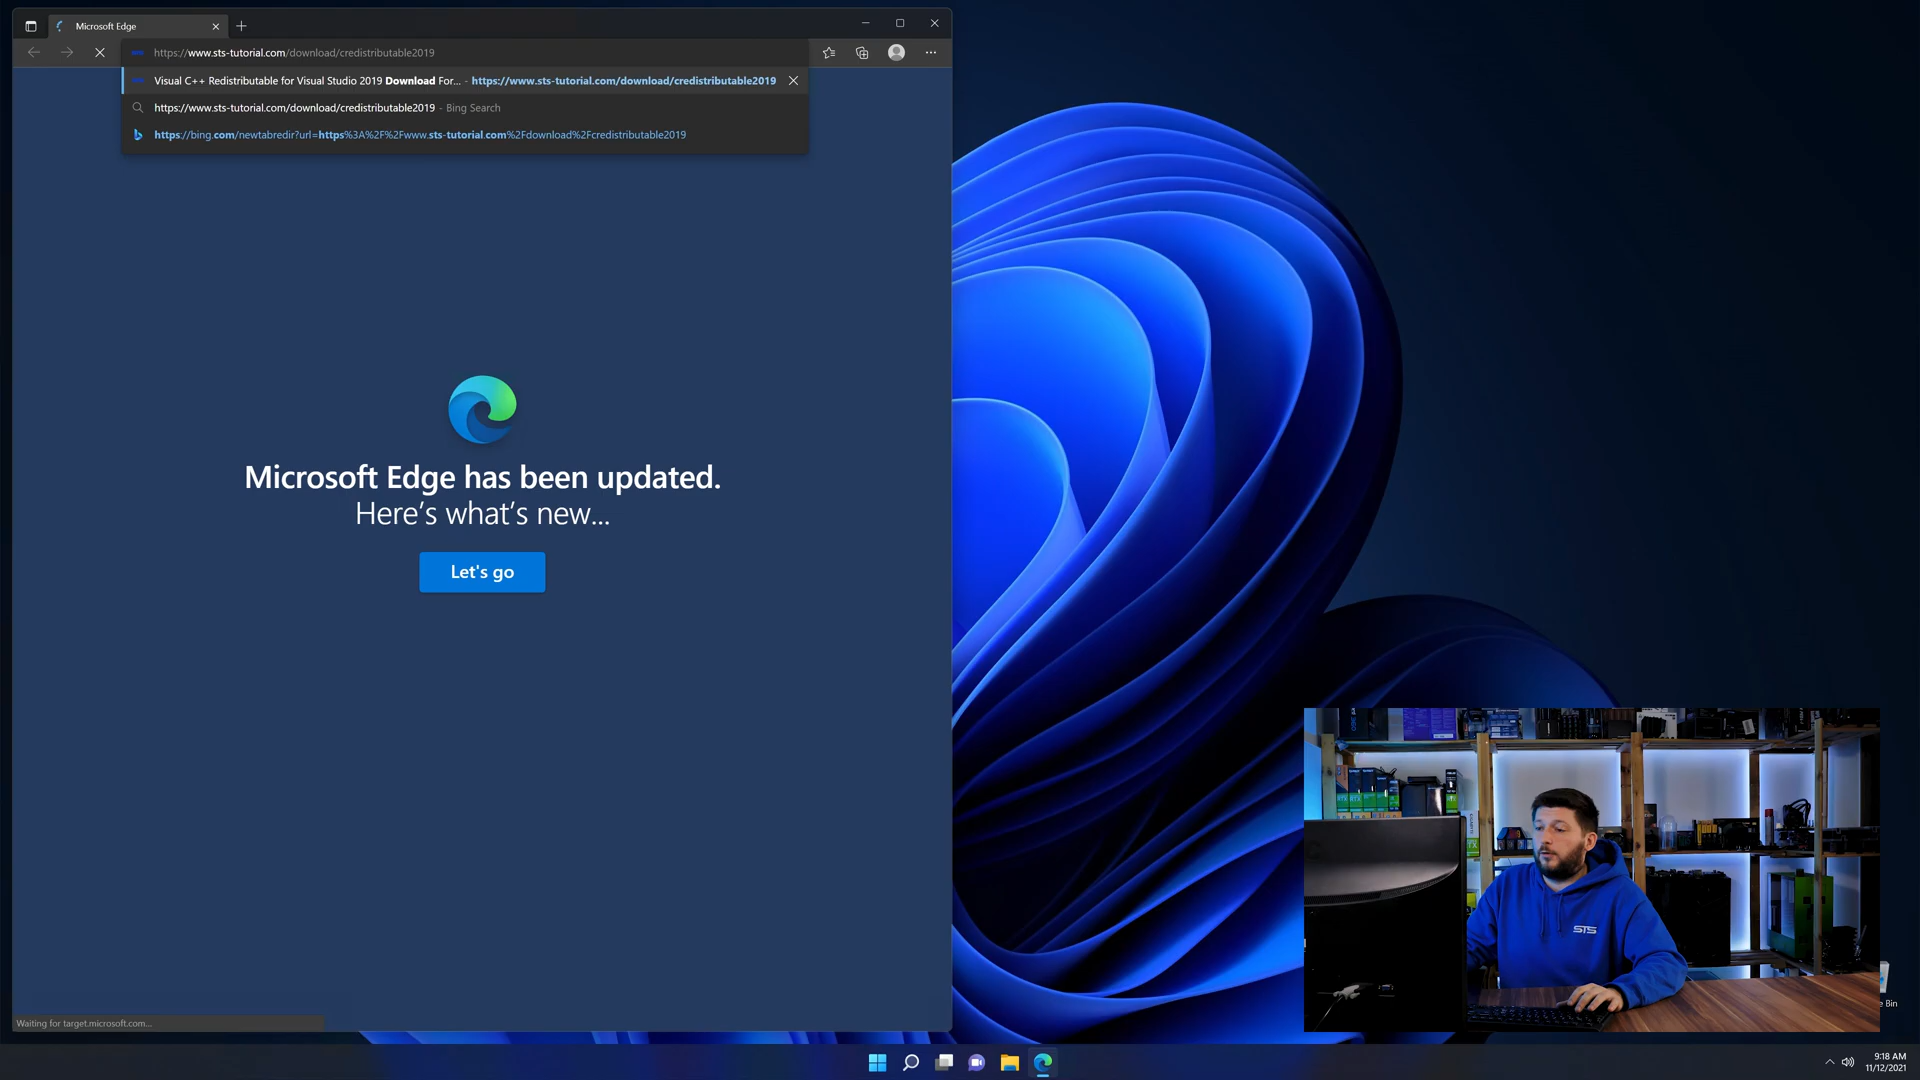 Microsoft Edge
https://www.sts-tutorial.com/download/credistributable2019
Visual C++ Redistributable for Visual Studio 2019 Download For... - https://www.sts-tutorial.com/download/credistributable2019
https://www.sts-tutorial.com/download/credistributable2019 - Bing Search
https://bing.com/newtabredir?url=https%3A%2F%2Fwww.sts-tutorial.com%2Fdownload%2Fcredistributable2019
Microsoft Edge has been updated.
Here's what's new...
Let's go
STS
Bin
Waiting for target.microsoft.com...
9:18 AM
11/12/2021